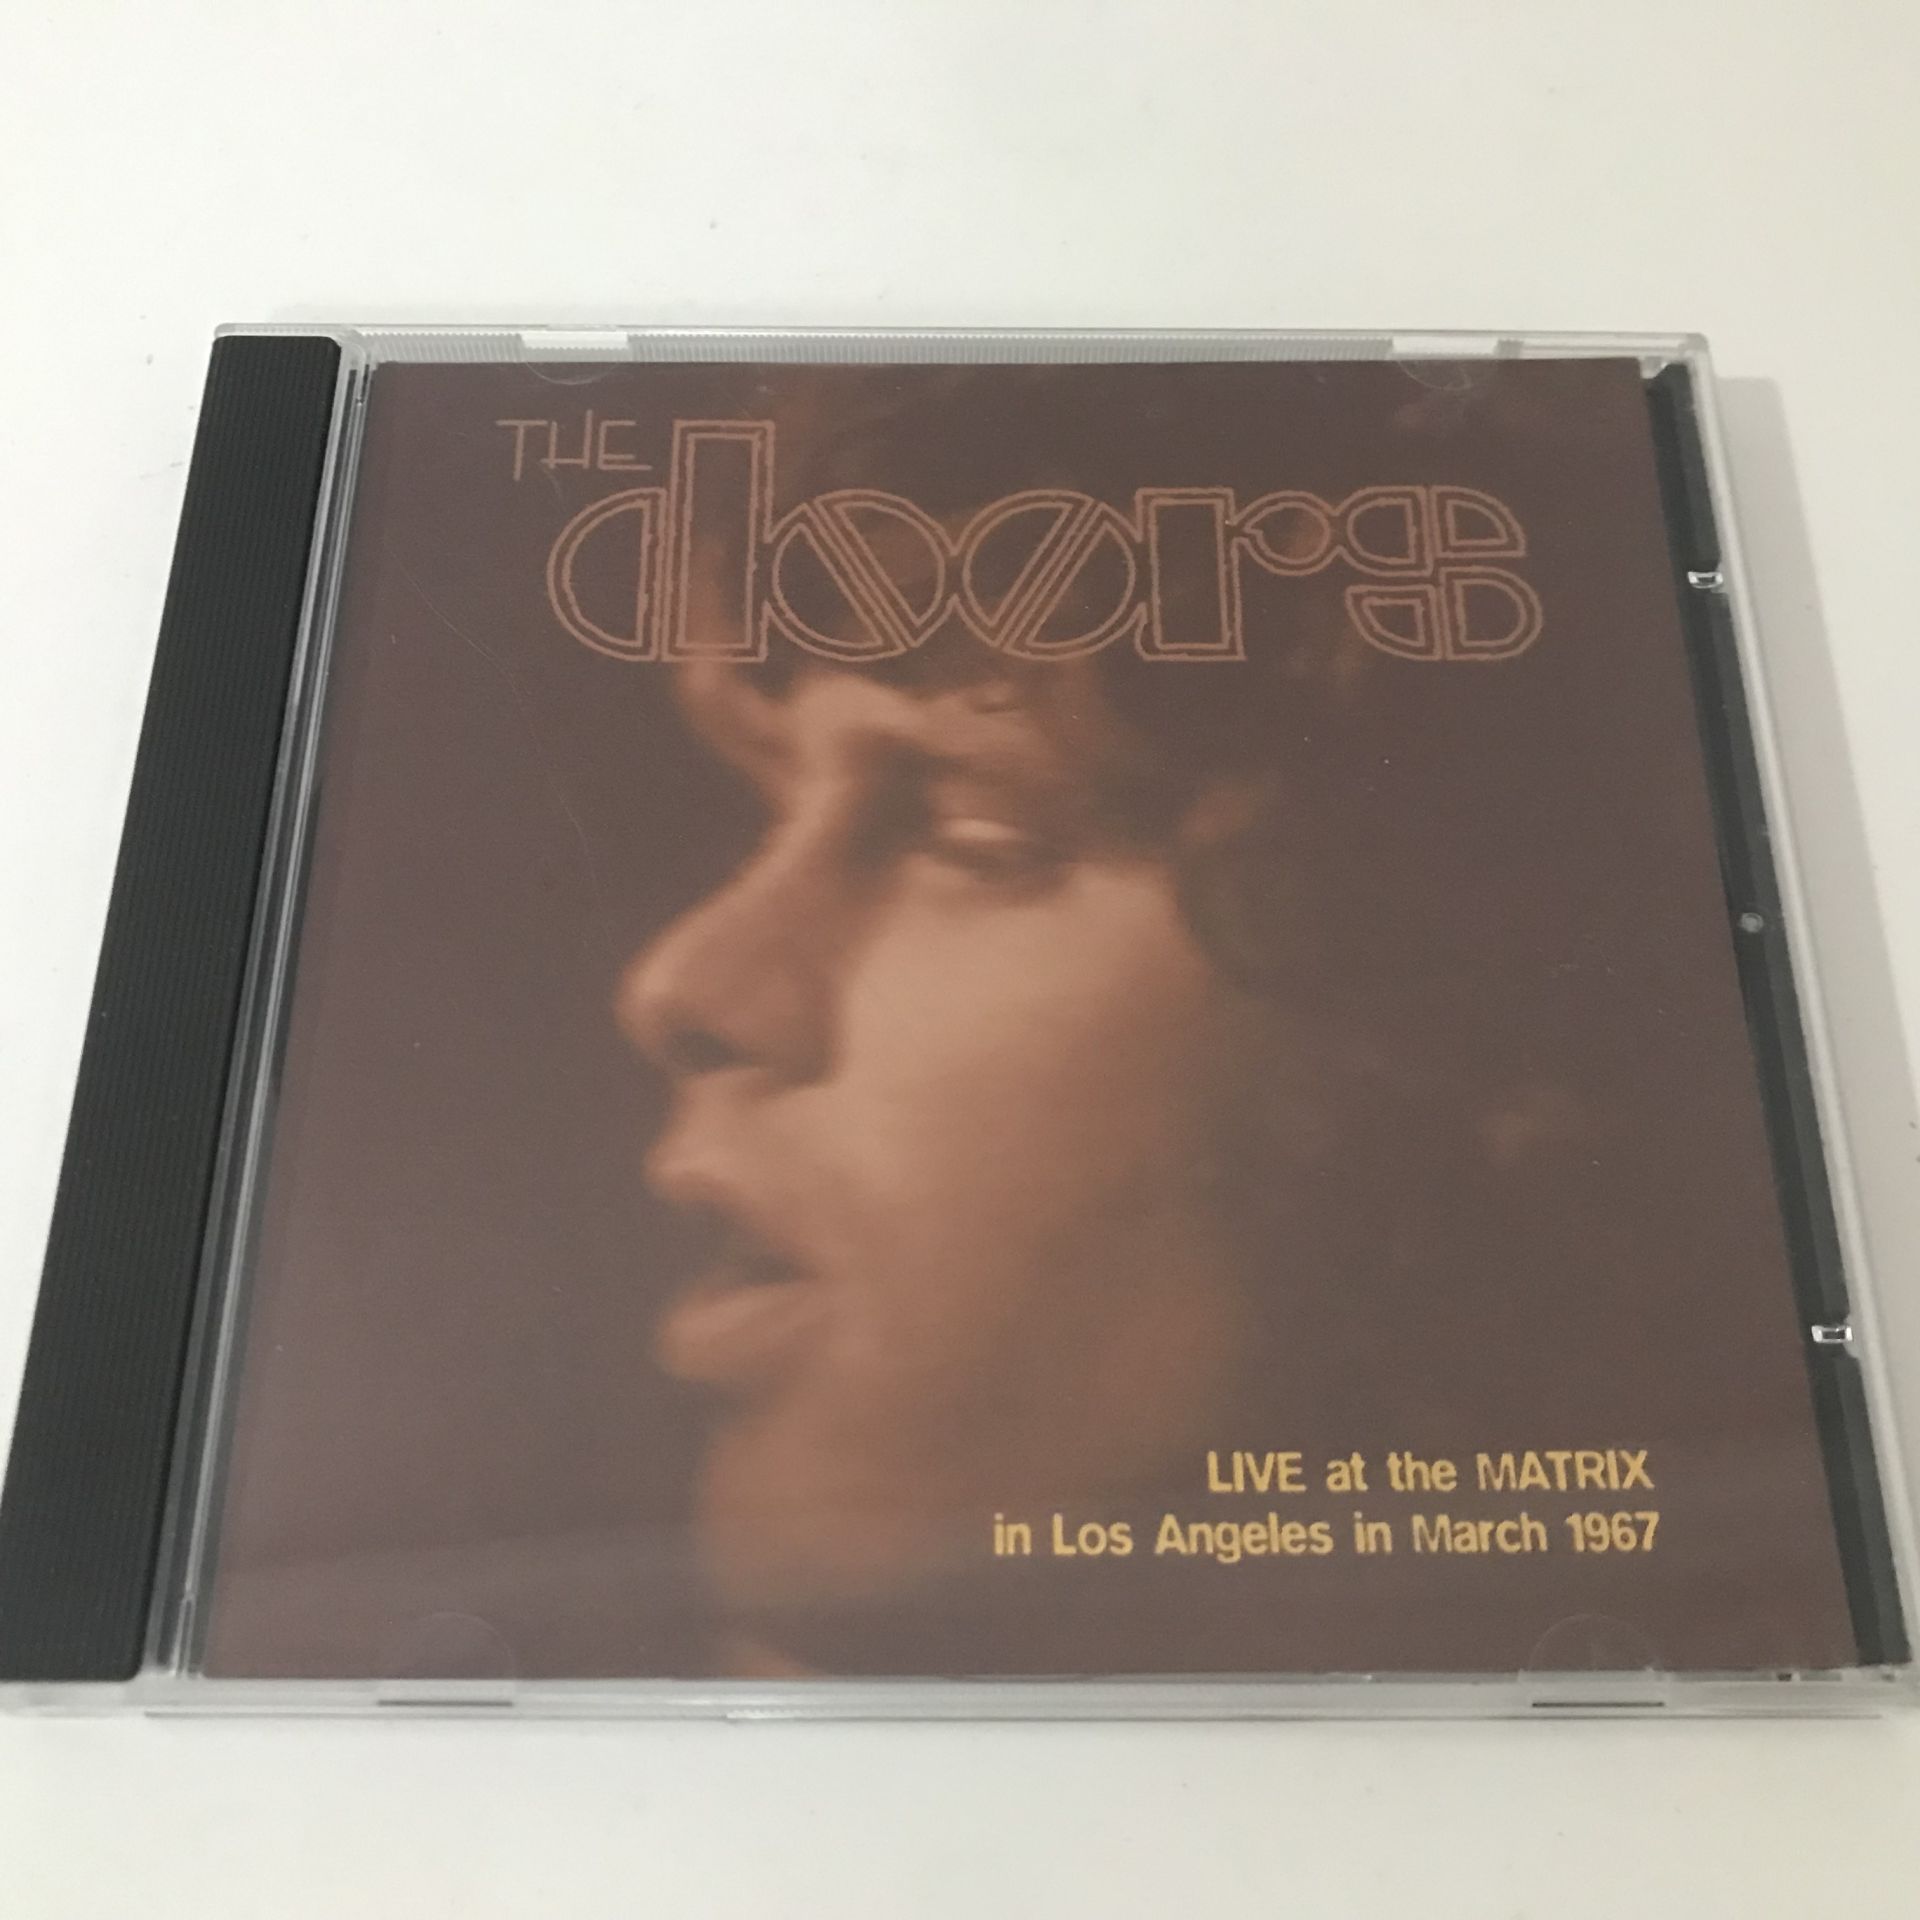 THE
doors
LIVE at the MATRIX
in Los Angeles in March 1967